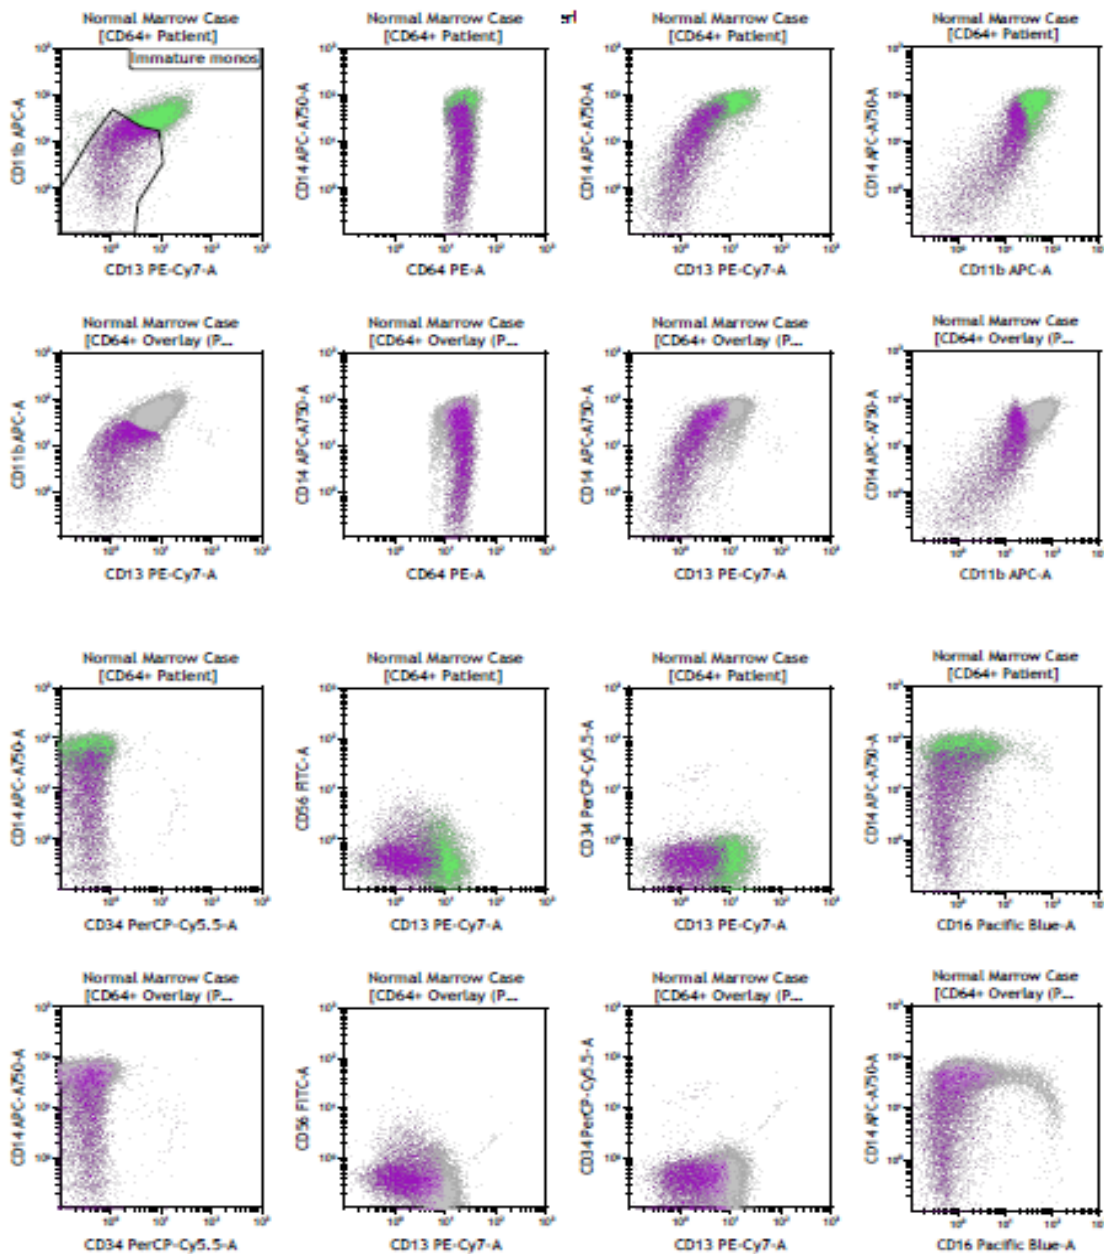 Normal Marrow Case
[CD64+ Patient]
Immature monos
CD11b APC-A
CD13 PE-Cy7-A
Normal Marrow Case
[CD64+ Patient]
CD14 APC-A750-A
CD64 PE-A
Normal Marrow Case
[CD64+ Patient]
CD14 APC-A750-A
CD13 PE-Cy7-A
Normal Marrow Case
[CD64+ Patient]
CD14 APC-A750-A
CD11b APC-A
Normal Marrow Case
[CD64+ Overlay (P...
CD11b APC-A
CD13 PE-Cy7-A
Normal Marrow Case
[CD64+ Overlay (P...
CD14 APC-A750-A
CD64 PE-A
Normal Marrow Case
[CD64+ Overlay (P...
CD14 APC-A750-A
CD13 PE-Cy7-A
Normal Marrow Case
[CD64+ Overlay (P...
CD14 APC-A750-A
CD11b APC-A
Normal Marrow Case
[CD64+ Patient]
CD14 APC-A750-A
CD34 PerCP-Cy5.5-A
Normal Marrow Case
[CD64+ Patient]
CD56 FITC-A
CD13 PE-Cy7-A
Normal Marrow Case
[CD64+ Patient]
CD34 PerCP-Cy5.5-A
CD13 PE-Cy7-A
Normal Marrow Case
[CD64+ Patient]
CD14 APC-A750-A
CD16 Pacific Blue-A
Normal Marrow Case
[CD64+ Overlay (P...
CD14 APC-A750-A
CD34 PerCP-Cy5.5-A
Normal Marrow Case
[CD64+ Overlay (P...
CD56 FITC-A
CD13 PE-Cy7-A
Normal Marrow Case
[CD64+ Overlay (P...
CD34 PerCP-Cy5.5-A
CD13 PE-Cy7-A
Normal Marrow Case
[CD64+ Overlay (P...
CD14 APC-A750-A
CD16 Pacific Blue-A